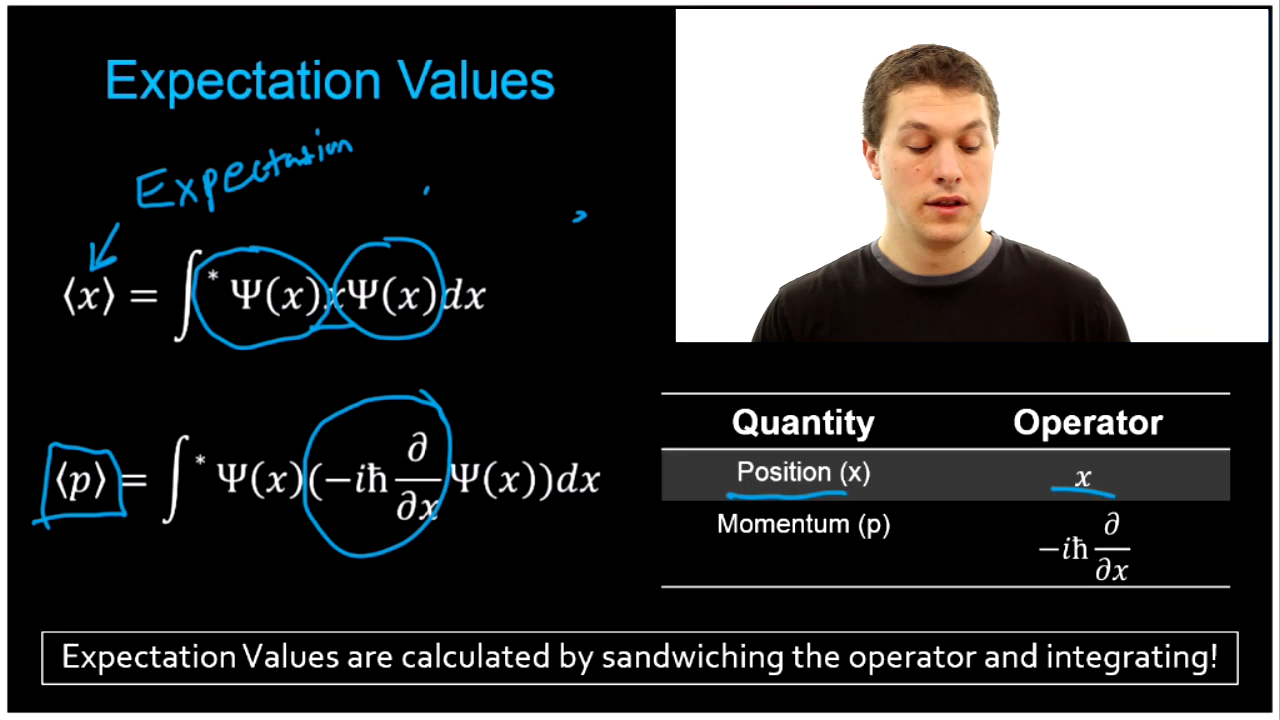 Expectation Values
Expectation
⟨x⟩ = ∫ * Ψ(x)xΨ(x)dx
⟨p⟩ = ∫ * Ψ(x)(−iħ ∂/∂x Ψ(x))dx
Quantity Operator
Position (x) x
Momentum (p) −iħ ∂/∂x
Expectation Values are calculated by sandwiching the operator and integrating!